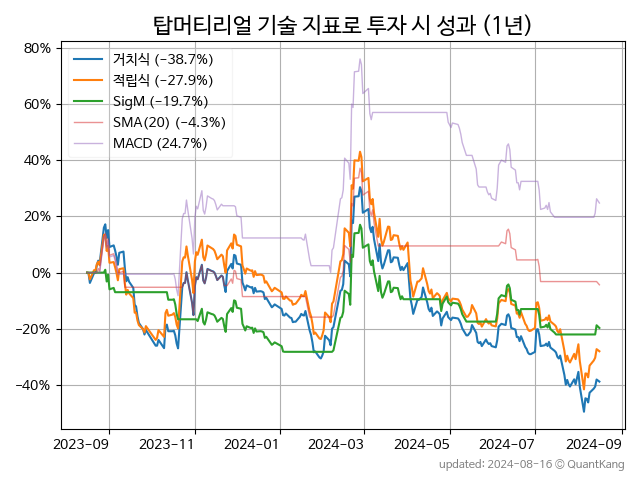 탑머티리얼 기술 지표로 투자 시 성과 (1년)
80%
60%
40%
20%
0%
−20%
−40%
거치식 (−38.7%)
적립식 (−27.9%)
SigM (−19.7%)
SMA(20) (−4.3%)
MACD (24.7%)
2023-09
2023-11
2024-01
2024-03
2024-05
2024-07
2024-09
updated: 2024-08-16 © QuantKang